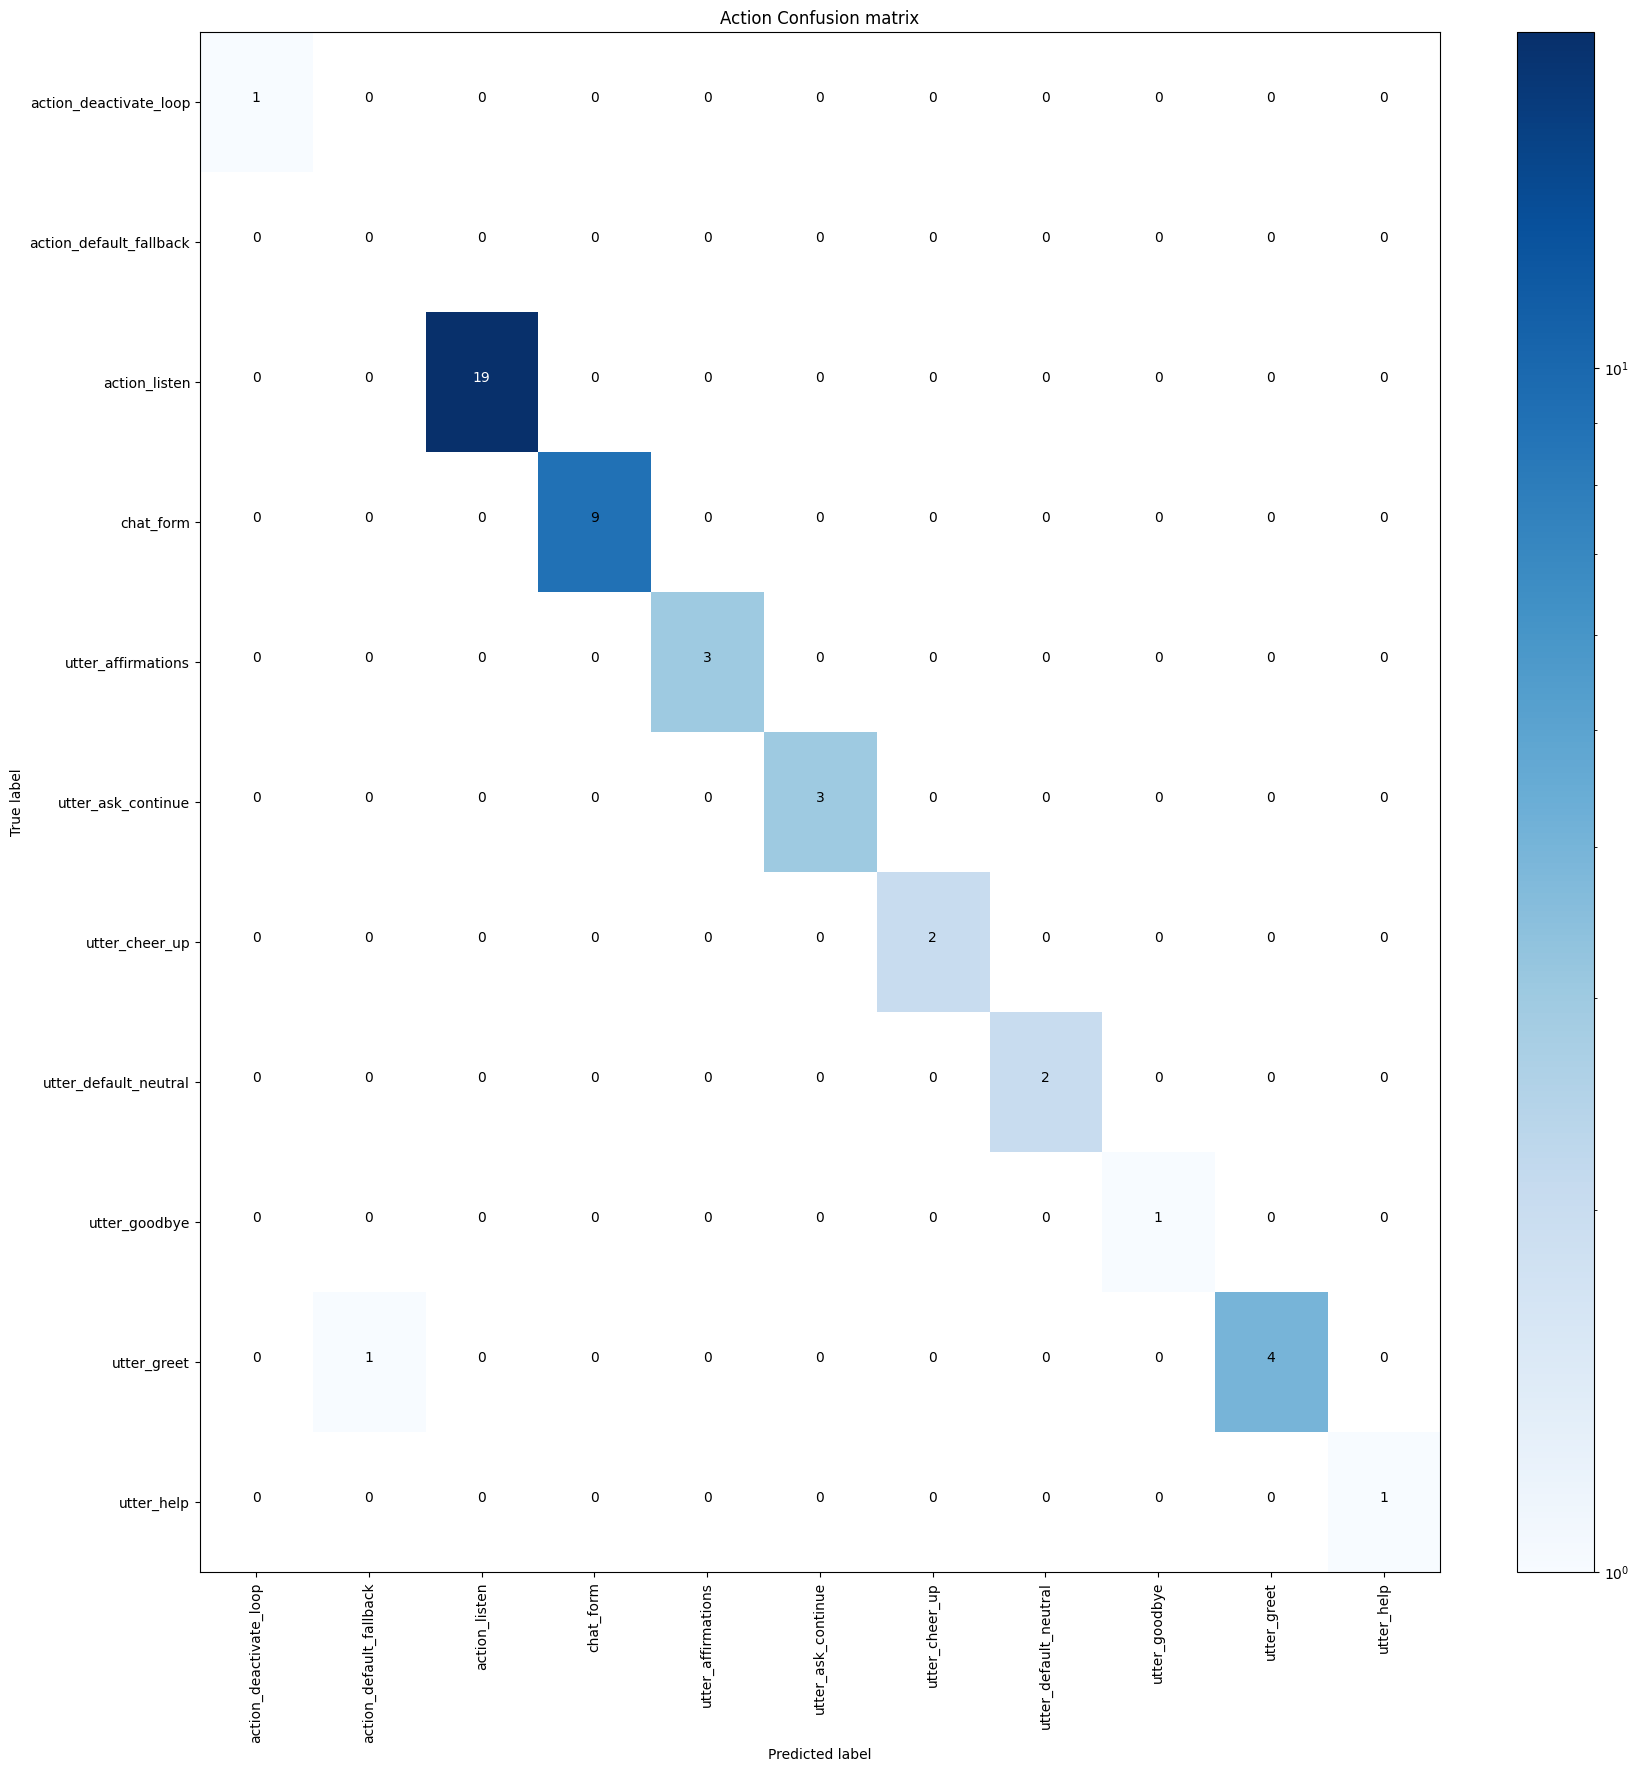 Action Confusion matrix
action_deactivate_loop 1 0 0 0 0 0 0 0 0 0 0
action_default_fallback 0 0 0 0 0 0 0 0 0 0 0
action_listen 0 0 19 0 0 0 0 0 0 0 0
10¹
chat_form 0 0 0 9 0 0 0 0 0 0 0
utter_affirmations 0 0 0 0 3 0 0 0 0 0 0
utter_ask_continue 0 0 0 0 0 3 0 0 0 0 0
True label
utter_cheer_up 0 0 0 0 0 0 2 0 0 0 0
utter_default_neutral 0 0 0 0 0 0 0 2 0 0 0
utter_goodbye 0 0 0 0 0 0 0 0 1 0 0
utter_greet 0 1 0 0 0 0 0 0 0 4 0
utter_help 0 0 0 0 0 0 0 0 0 0 1
10⁰
action_deactivate_loop
action_default_fallback
action_listen
chat_form
utter_affirmations
utter_ask_continue
utter_cheer_up
utter_default_neutral
utter_goodbye
utter_greet
utter_help
Predicted label